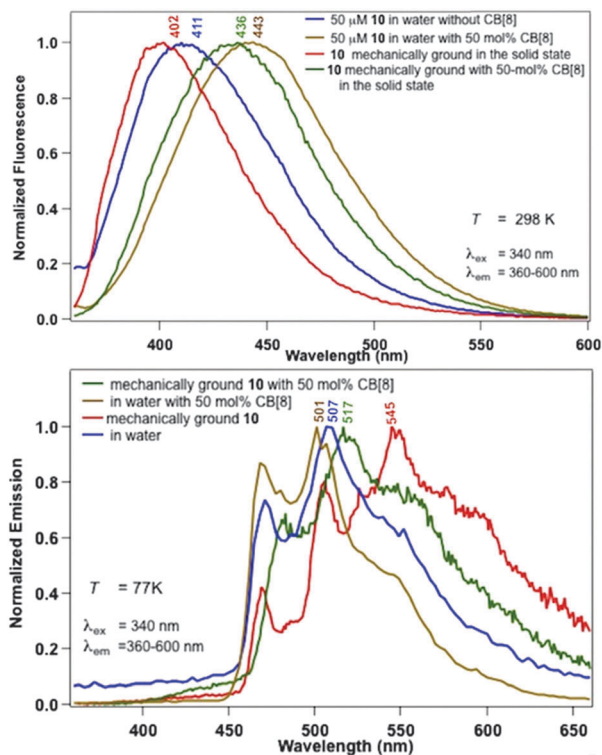 402 411 436 443
50 μM 10 in water without CB[8]
50 μM 10 in water with 50 mol% CB[8]
10 mechanically ground in the solid state
10 mechanically ground with 50-mol% CB[8]
in the solid state
1.0
0.8
0.6
0.4
0.2
0.0
Normalized Fluorescence
T = 298 K
λex = 340 nm
λem = 360-600 nm
400 450 500 550 600
Wavelength (nm)
mechanically ground 10 with 50 mol% CB[8]
in water with 50 mol% CB[8]
mechanically ground 10
in water
501 507 517 545
1.0
0.8
0.6
0.4
0.2
0.0
Normalized Emission
T = 77K
λex = 340 nm
λem =360-600 nm
400 450 500 550 600 650
Wavelength (nm)